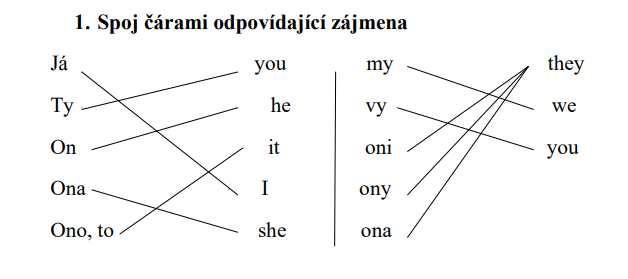 1. Spoj čárami odpovídající zájmena
Já you my they
Ty he vy we
On it oni you
Ona I ony
Ono, to she ona